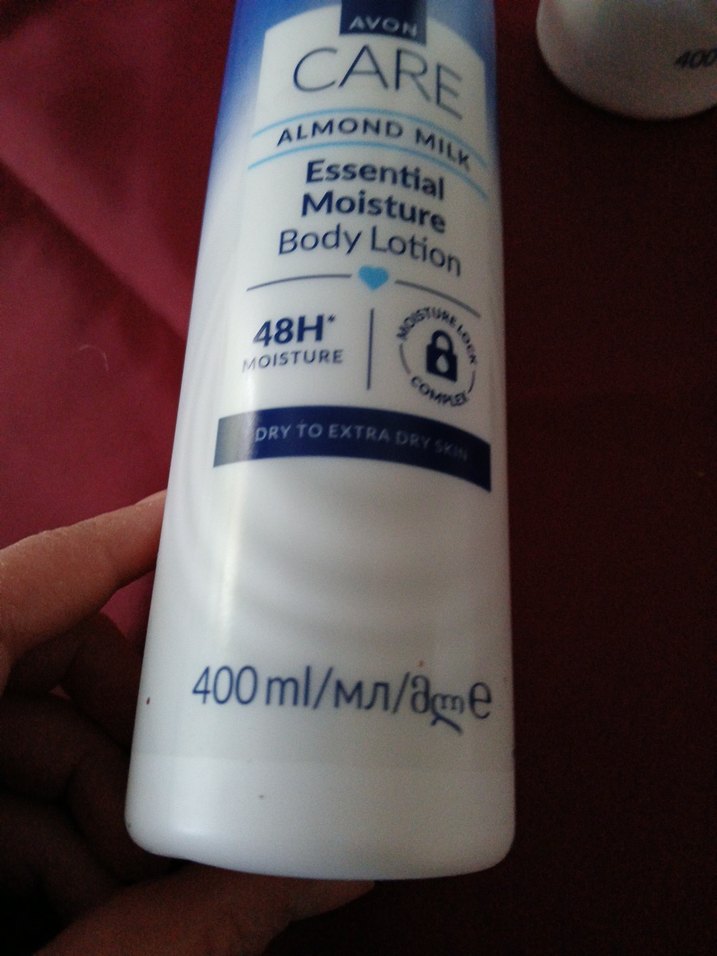 AVON
CARE
ALMOND MILK
Essential
Moisture
Body Lotion
48H*
MOISTURE
MOISTURE LOCK
COMPLEX
DRY TO EXTRA DRY SKIN
400 ml/мл/მლ e
400